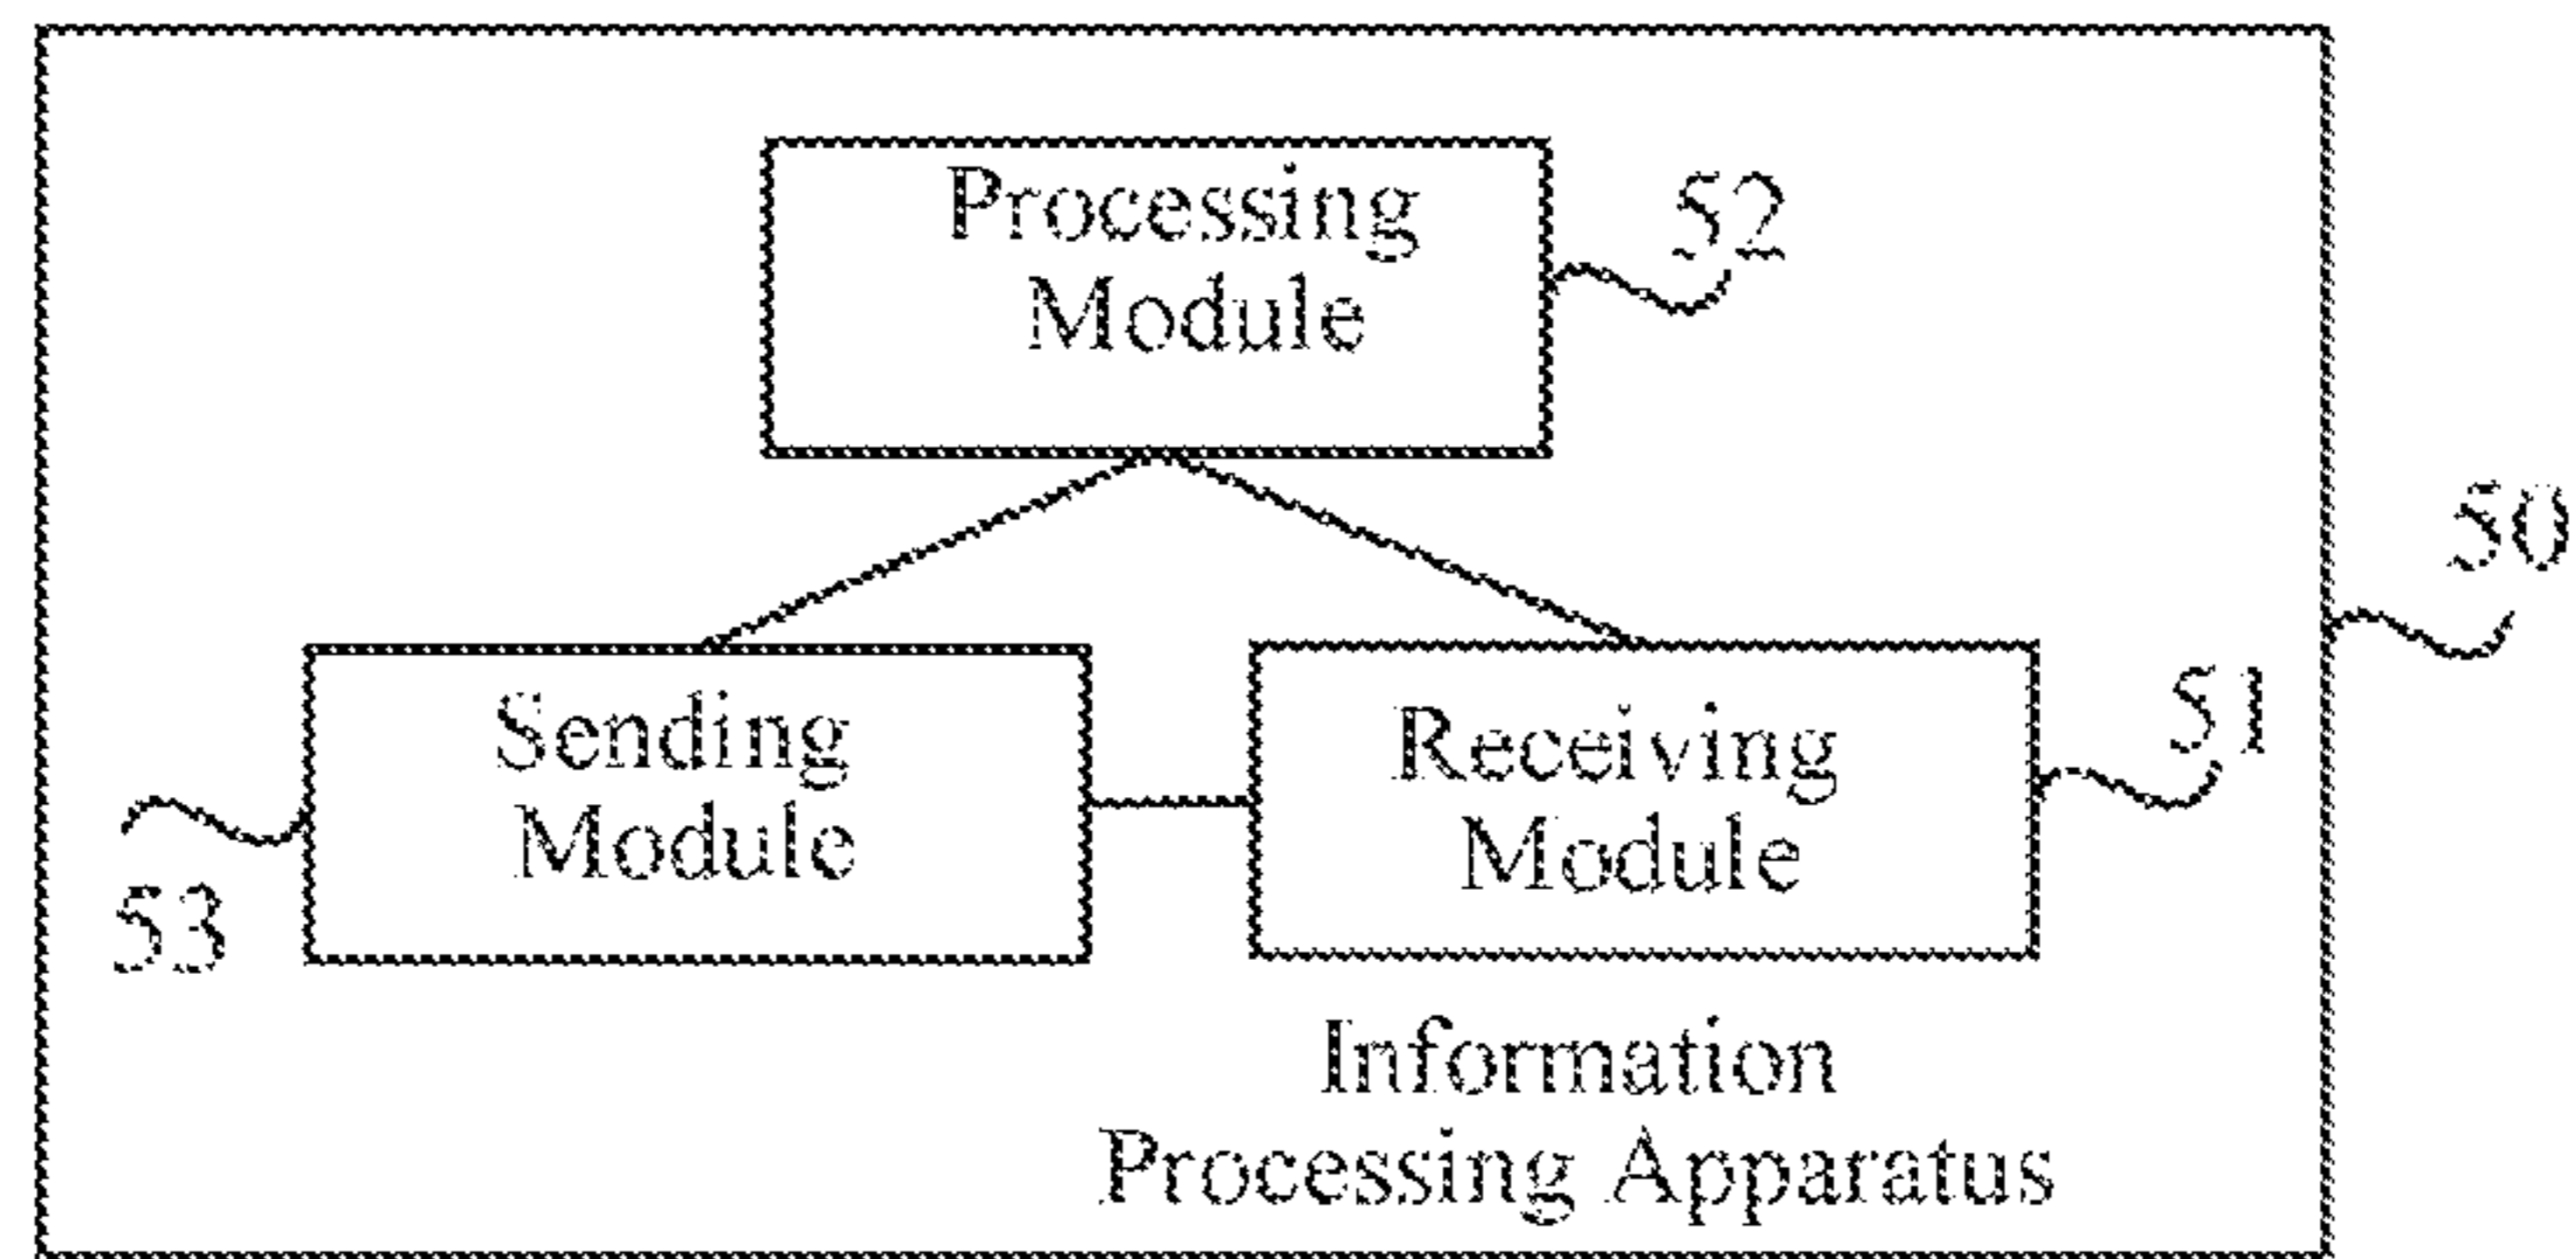 Processing
Module
52
50
Sending
Module
Receiving
Module
51
53
Information
Processing Apparatus